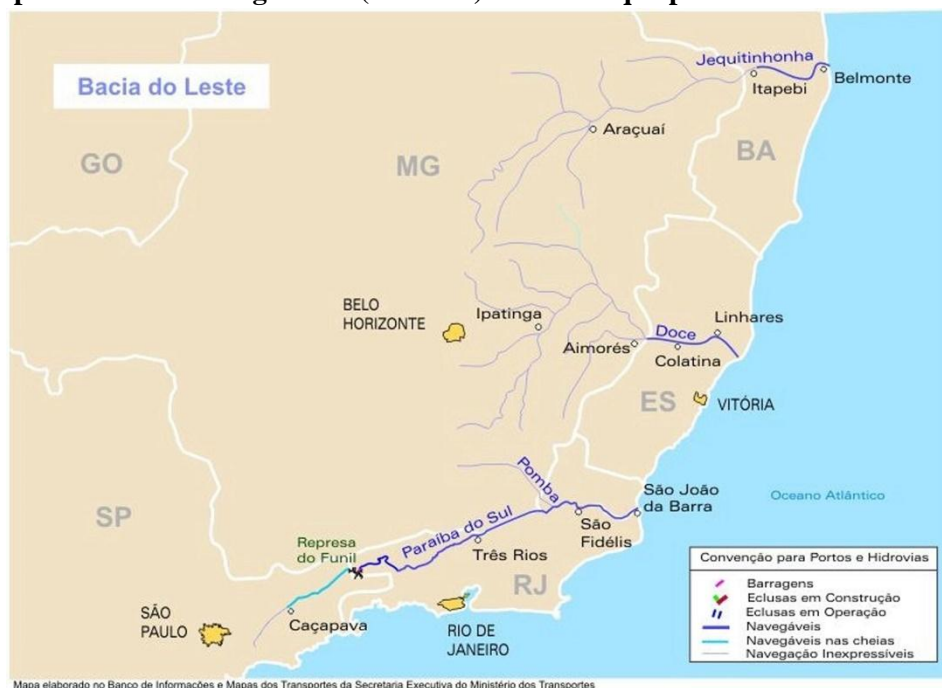 Bacia do Leste
GO
MG
BA
Jequitinhonha
Itapebi
Belmonte
Araçuaí
BELO
HORIZONTE
Ipatinga
Aimorés
Doce
Linhares
Colatina
ES
VITÓRIA
SP
Pomba
São João
da Barra
São
Fidélis
Oceano Atlântico
Represa
do Funil
Paraíba do Sul
Três Rios
RJ
SÃO
PAULO
Caçapava
RIO DE
JANEIRO
Convenção para Portos e Hidrovias
Barragens
Eclusas em Construção
Eclusas em Operação
Navegáveis
Navegáveis nas cheias
Navegação Inexpressíveis
Mapa elaborado no Banco de Informações e Mapas dos Transportes da Secretaria Executiva do Ministério dos Transportes